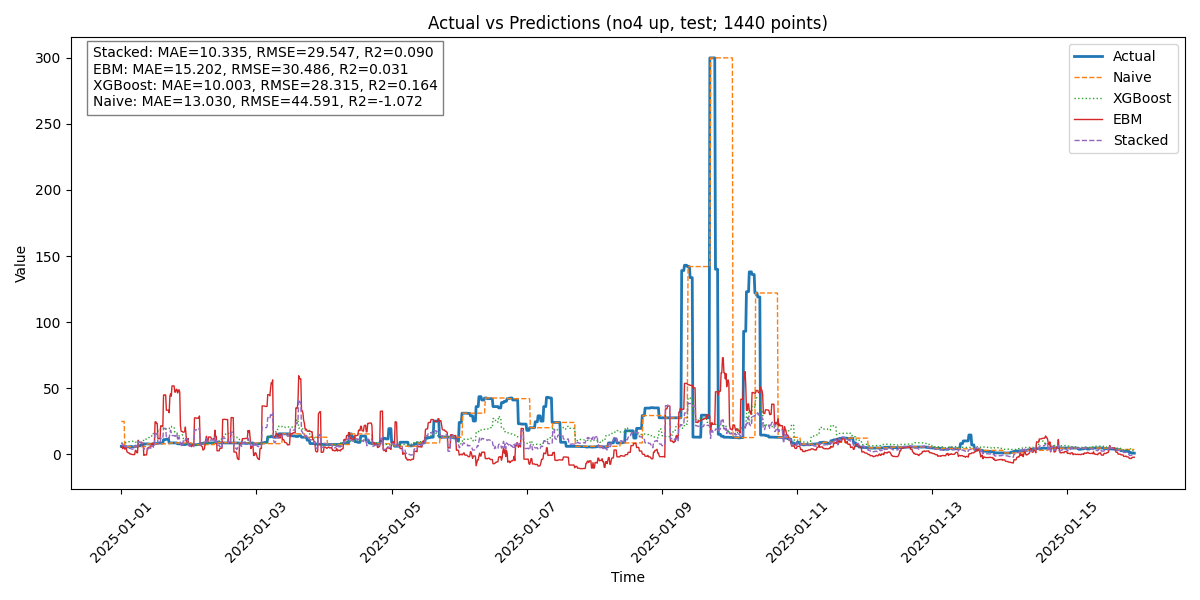 Actual vs Predictions (no4 up, test; 1440 points)
Stacked: MAE=10.335, RMSE=29.547, R2=0.090
EBM: MAE=15.202, RMSE=30.486, R2=0.031
XGBoost: MAE=10.003, RMSE=28.315, R2=0.164
Naive: MAE=13.030, RMSE=44.591, R2=-1.072
Actual
Naive
XGBoost
EBM
Stacked
Value
300
250
200
150
100
50
0
2025-01-01
2025-01-03
2025-01-05
2025-01-07
2025-01-09
2025-01-11
2025-01-13
2025-01-15
Time